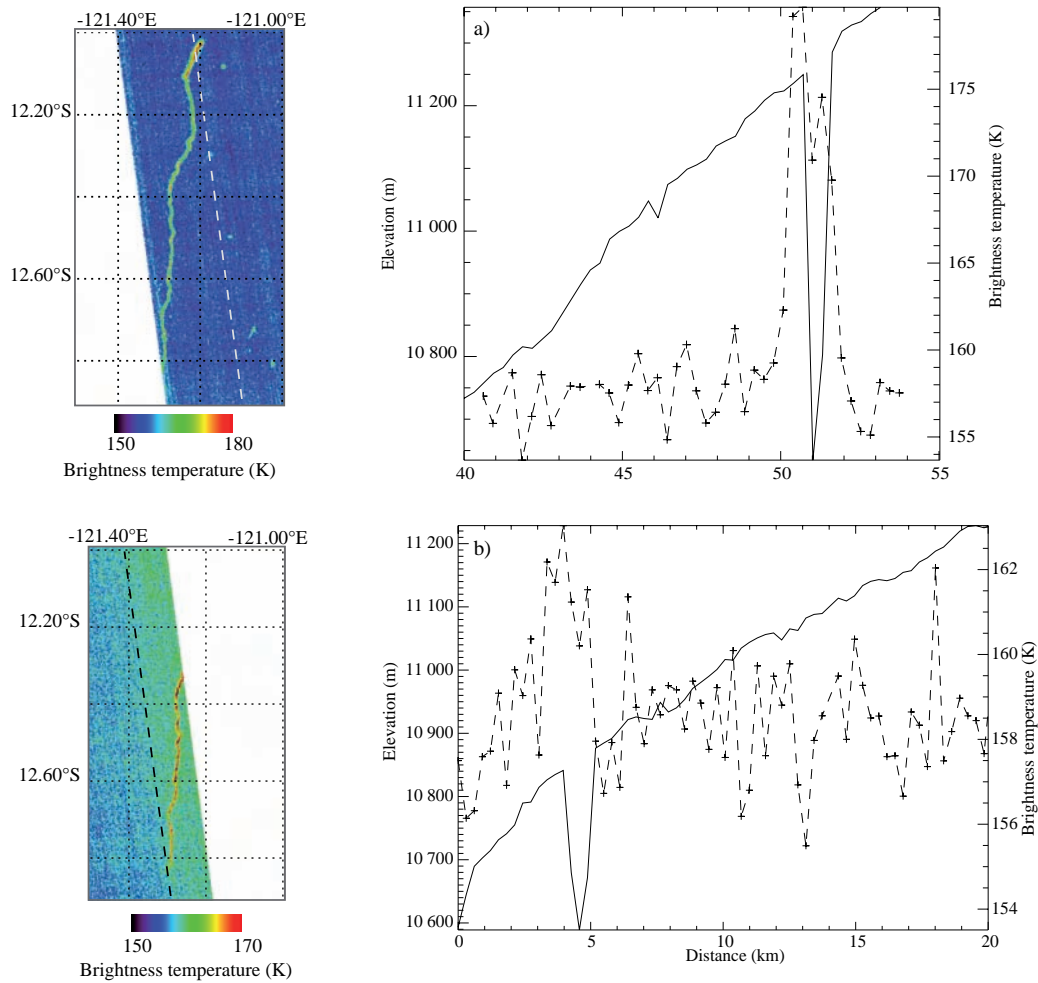 -121.40°E -121.00°E
12.20°S
12.60°S
150 180
Brightness temperature (K)
a)
11 200
11 000
10 800
Elevation (m)
175
170
165
160
155
Brightness temperature (K)
40 45 50 55
-121.40°E -121.00°E
12.20°S
12.60°S
150 170
Brightness temperature (K)
b)
11 200
11 100
11 000
10 900
10 800
10 700
10 600
Elevation (m)
162
160
158
156
154
Brightness temperature (K)
0 5 10 15 20
Distance (km)